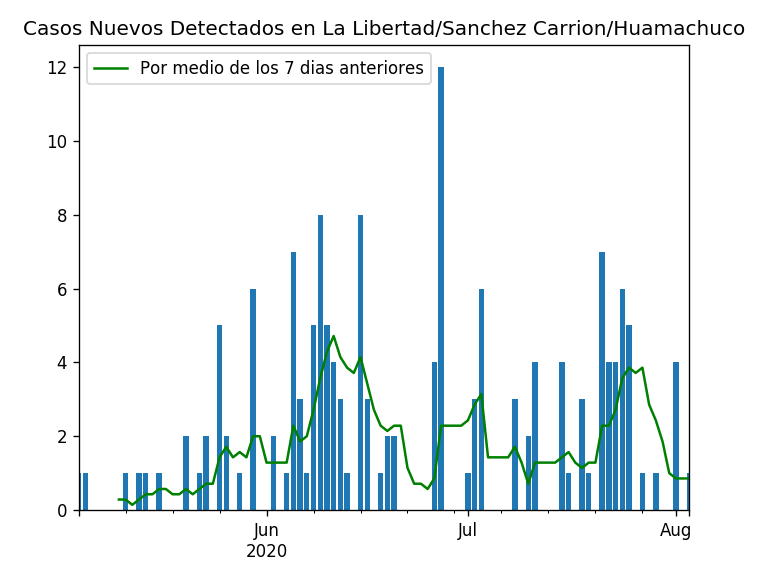 Casos Nuevos Detectados en La Libertad/Sanchez Carrion/Huamachuco
Por medio de los 7 dias anteriores
12
10
8
6
4
2
0
Jun
2020
Jul
Aug